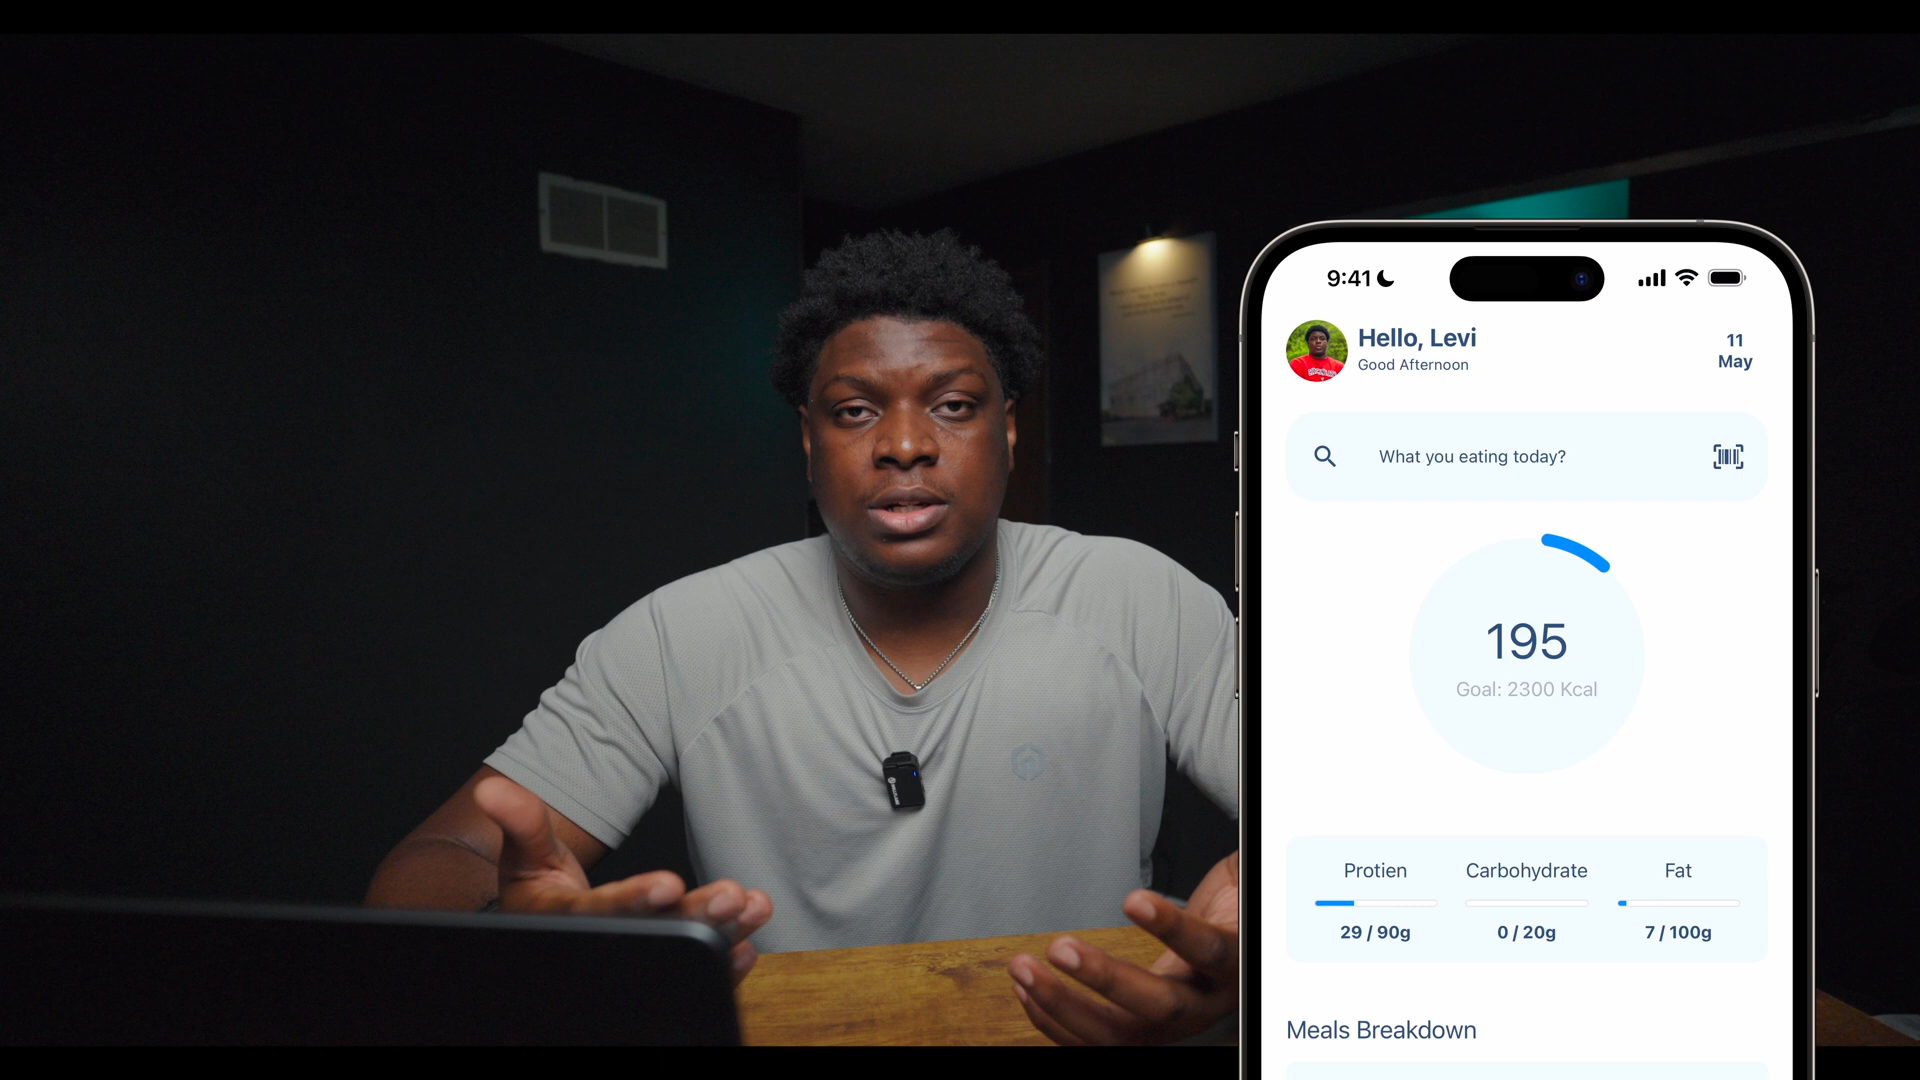 9:41
Hello, Levi
Good Afternoon
11
May
What you eating today?
195
Goal: 2300 Kcal
Protien
Carbohydrate
Fat
29 / 90g
0 / 20g
7 / 100g
Meals Breakdown